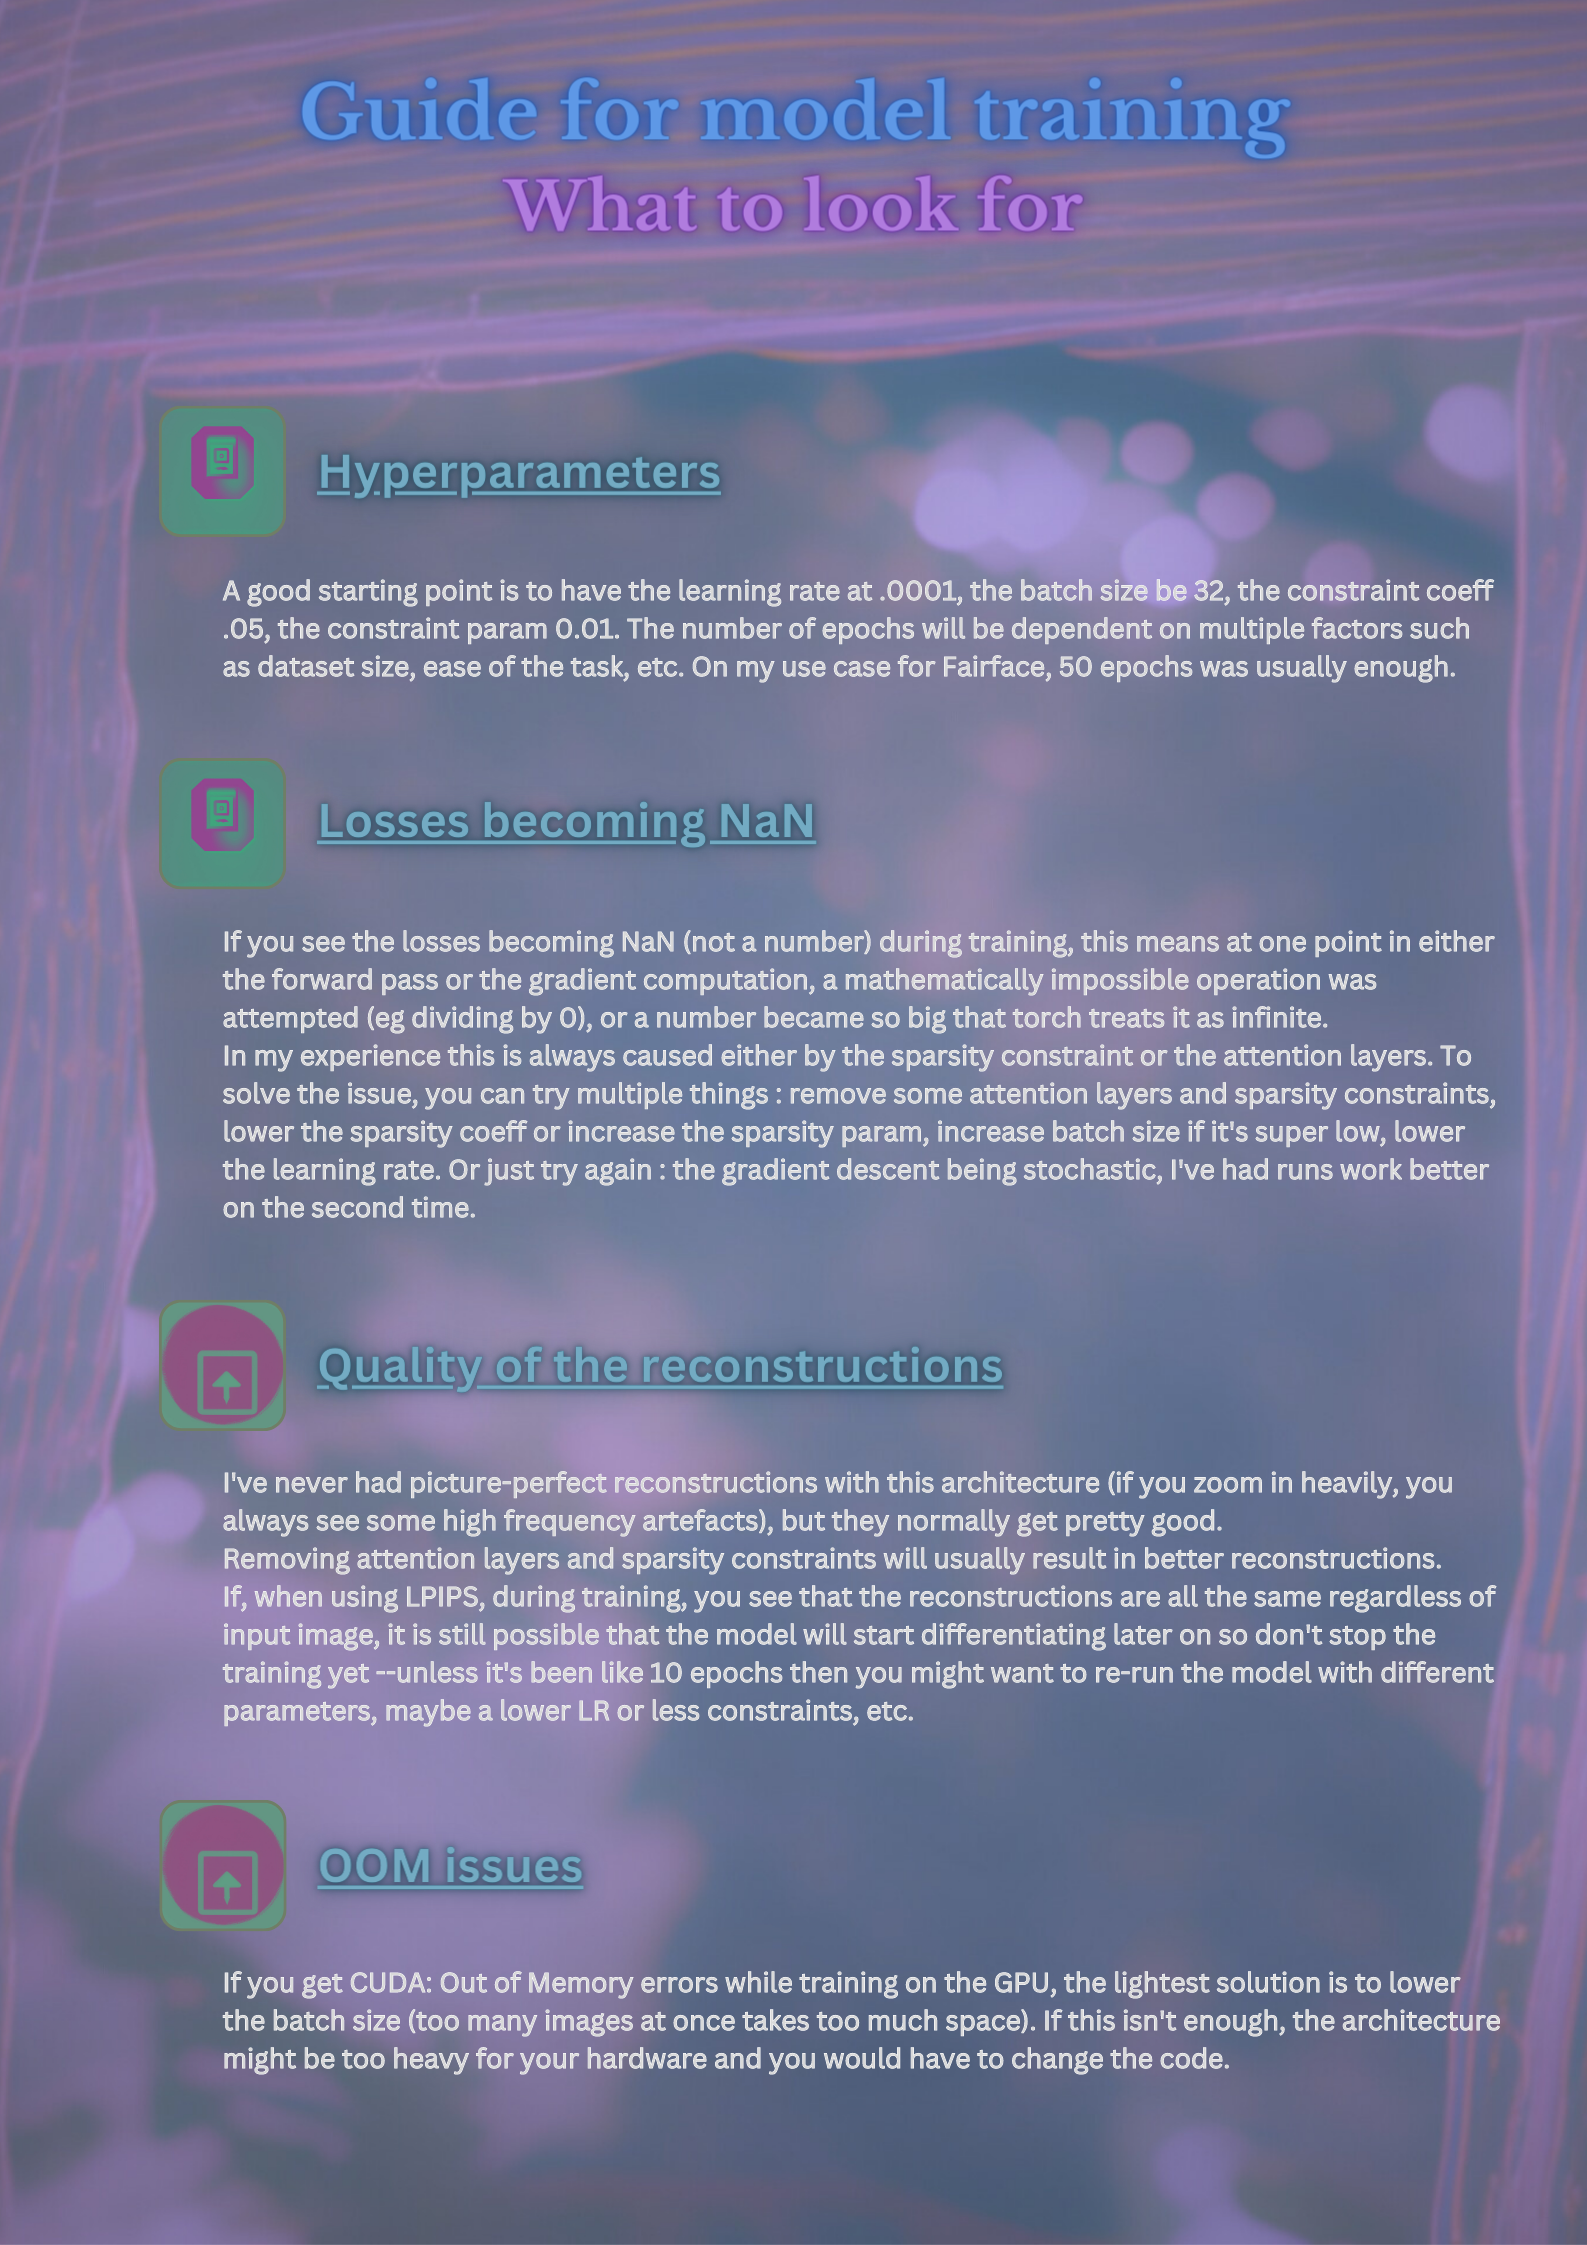 Guide for model training
What to look for
Hyperparameters
A good starting point is to have the learning rate at .0001, the batch size be 32, the constraint coeff
.05, the constraint param 0.01. The number of epochs will be dependent on multiple factors such
as dataset size, ease of the task, etc. On my use case for Fairface, 50 epochs was usually enough.
Losses becoming NaN
If you see the losses becoming NaN (not a number) during training, this means at one point in either
the forward pass or the gradient computation, a mathematically impossible operation was
attempted (eg dividing by 0), or a number became so big that torch treats it as infinite.
In my experience this is always caused either by the sparsity constraint or the attention layers. To
solve the issue, you can try multiple things : remove some attention layers and sparsity constraints,
lower the sparsity coeff or increase the sparsity param, increase batch size if it's super low, lower
the learning rate. Or just try again : the gradient descent being stochastic, I've had runs work better
on the second time.
Quality of the reconstructions
I've never had picture-perfect reconstructions with this architecture (if you zoom in heavily, you
always see some high frequency artefacts), but they normally get pretty good.
Removing attention layers and sparsity constraints will usually result in better reconstructions.
If, when using LPIPS, during training, you see that the reconstructions are all the same regardless of
input image, it is still possible that the model will start differentiating later on so don't stop the
training yet --unless it's been like 10 epochs then you might want to re-run the model with different
parameters, maybe a lower LR or less constraints, etc.
OOM issues
If you get CUDA: Out of Memory errors while training on the GPU, the lightest solution is to lower
the batch size (too many images at once takes too much space). If this isn't enough, the architecture
might be too heavy for your hardware and you would have to change the code.